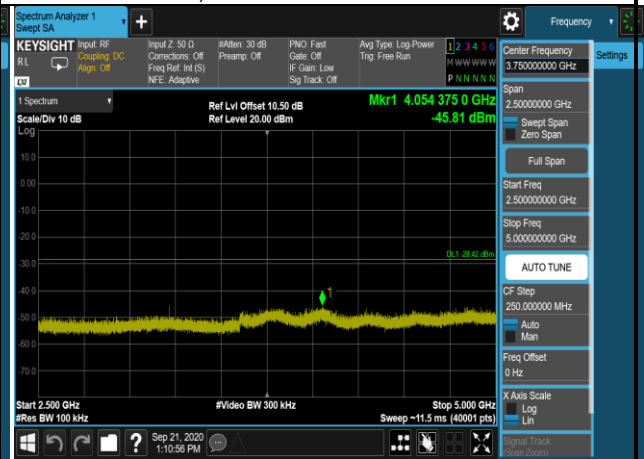 Spectrum Analyzer 1
Swept SA
+
Frequency
KEYSIGHT
RL
LXI
Input: RF
Coupling: DC
Align: Off
Input Z: 50 Ω
Corrections: Off
Freq Ref: Int (S)
NFE: Adaptive
#Atten: 30 dB
Preamp: Off
PNO: Fast
Gate: Off
IF Gain: Low
Sig Track: Off
Avg Type: Log-Power
Trig: Free Run
1 2 3 4 5 6
M W W W W W
P N N N N N
1 Spectrum
Scale/Div 10 dB
Ref Lvl Offset 10.50 dB
Ref Level 20.00 dBm
Mkr1 4.054 375 0 GHz
-45.81 dBm
Log
10.0
0.00
-10.0
-20.0
-30.0
-40.0
-50.0
-60.0
-70.0
DL1 -28.42 dBm
1
Start 2.500 GHz
#Res BW 100 kHz
#Video BW 300 kHz
Stop 5.000 GHz
Sweep ~11.5 ms (40001 pts)
Center Frequency
3.750000000 GHz
Settings
Span
2.50000000 GHz
Swept Span
Zero Span
Full Span
Start Freq
2.500000000 GHz
Stop Freq
5.000000000 GHz
AUTO TUNE
CF Step
250.000000 MHz
Auto
Man
Freq Offset
0 Hz
X Axis Scale
Log
Lin
Signal Track
(Span Zoom)
?
Sep 21, 2020
1:10:56 PM